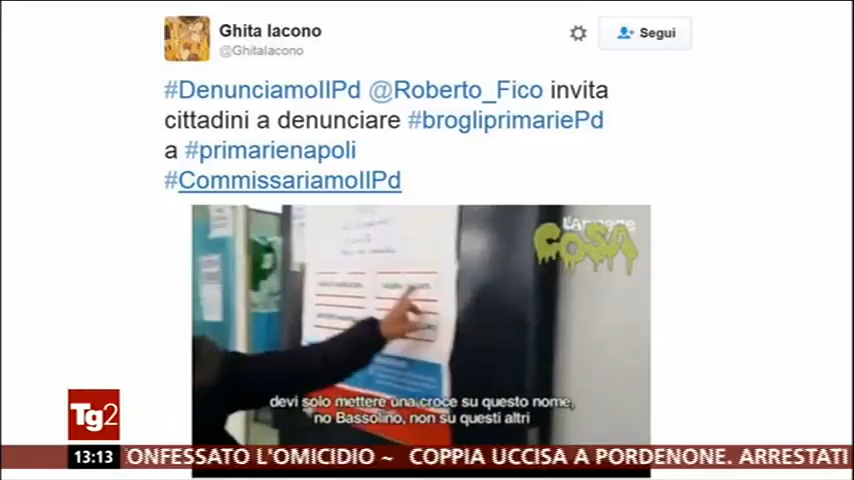 Ghita Iacono
@GhitaIacono
Segui
#DenunciamoIlPd @Roberto_Fico invita
cittadini a denunciare #brogliprimariePd
a #primarienapoli
#CommissariamoIlPd
COSA
devi solo mettere una croce su questo nome,
no Bassolino, non su questi altri
Tg2
13:13 ONFESSATO L'OMICIDIO ~ COPPIA UCCISA A PORDENONE. ARRESTATI